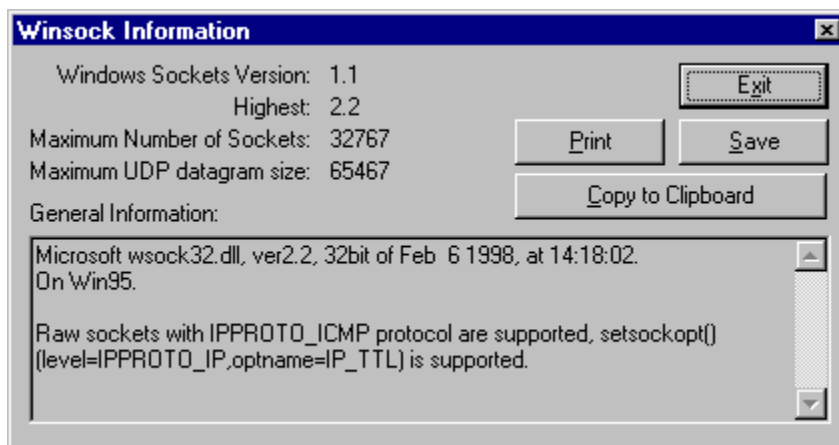 Winsock Information
Windows Sockets Version: 1.1
Highest: 2.2
Maximum Number of Sockets: 32767
Maximum UDP datagram size: 65467
Exit
Print
Save
Copy to Clipboard
General Information:
Microsoft wsock32.dll, ver2.2, 32bit of Feb  6 1998, at 14:18:02.
On Win95.
Raw sockets with IPPROTO_ICMP protocol are supported, setsockopt()
(level=IPPROTO_IP,optname=IP_TTL) is supported.